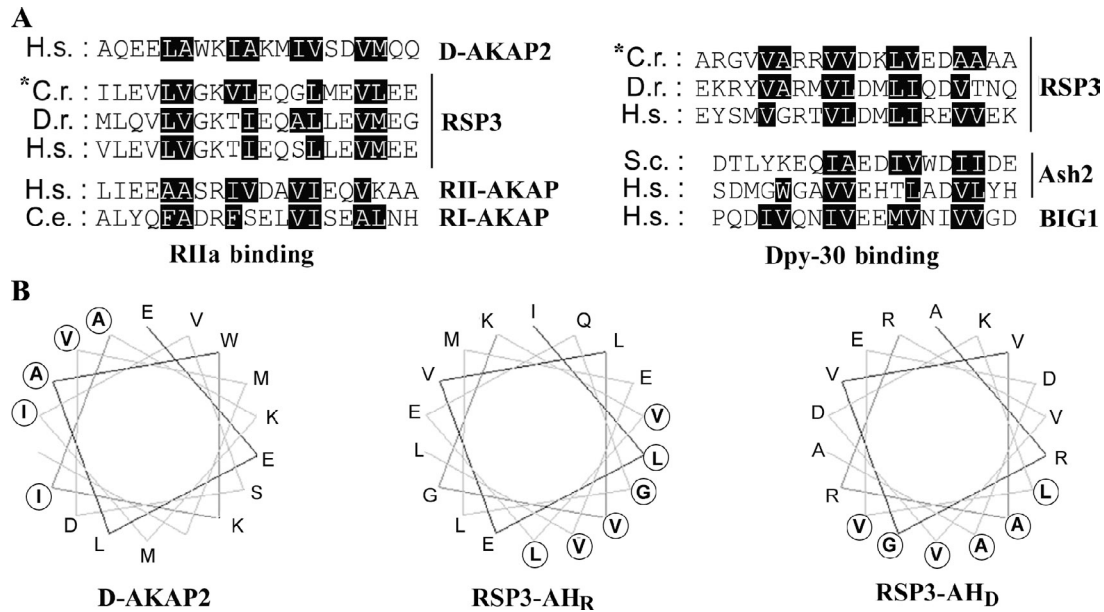 A
H.s. : AQEELAWKIAKMIVSDVMQQ D-AKAP2
*C.r. : ILEVLVGKVLEQGLMEVLEE
D.r. : MLQVLVGKTIEQALLEVMEG
RSP3
H.s. : VLEVLVGKTIEQSLLEVMEE
H.s. : LIEEAASRIVDAVIEQVKAA RII-AKAP
C.e. : ALYQFADRFSELVISEALNH RI-AKAP
RIIa binding
*C.r. : ARGVVARRVVDKLVEDAAAA
D.r. : EKRYVARMVLDMLIQDVTNQ RSP3
H.s. : EYSMVGRTVLDMLIREVVEK
S.c. : DTLYKEQIAEDIVWDIIDE
Ash2
H.s. : SDMGWGAVVEHTLADVLYH
H.s. : PQDIVQNIVEEMVNIVVGD BIG1
Dpy-30 binding
B
A E V
V W
A M
I K
E
I S
D K
L M
D-AKAP2
K I Q
M L
V E
E V
L L
G G
L V
E L V
RSP3-AHR
R A K
E V
V D
D V
A R
R L
V A
G V A
RSP3-AHD